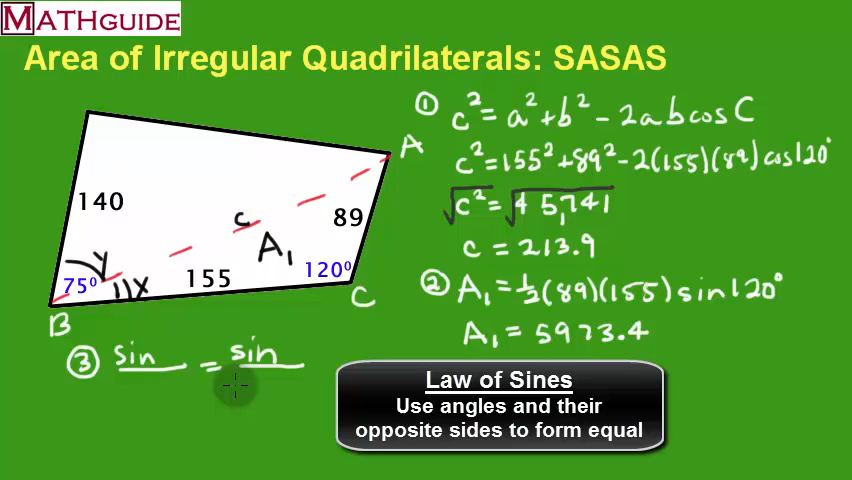 MATHGUIDE
Area of Irregular Quadrilaterals: SASAS
① c² = a² + b² - 2ab cos C
c² = 155² + 89² - 2(155)(89) cos 120°
√c² = √45,741
c = 213.9
② A₁ = ½(89)(155) sin 120°
A₁ = 5973.4
A
140
c
89
A₁
y
75⁰
x
155
120⁰
C
B
③ sin = sin
Law of Sines
Use angles and their
opposite sides to form equal